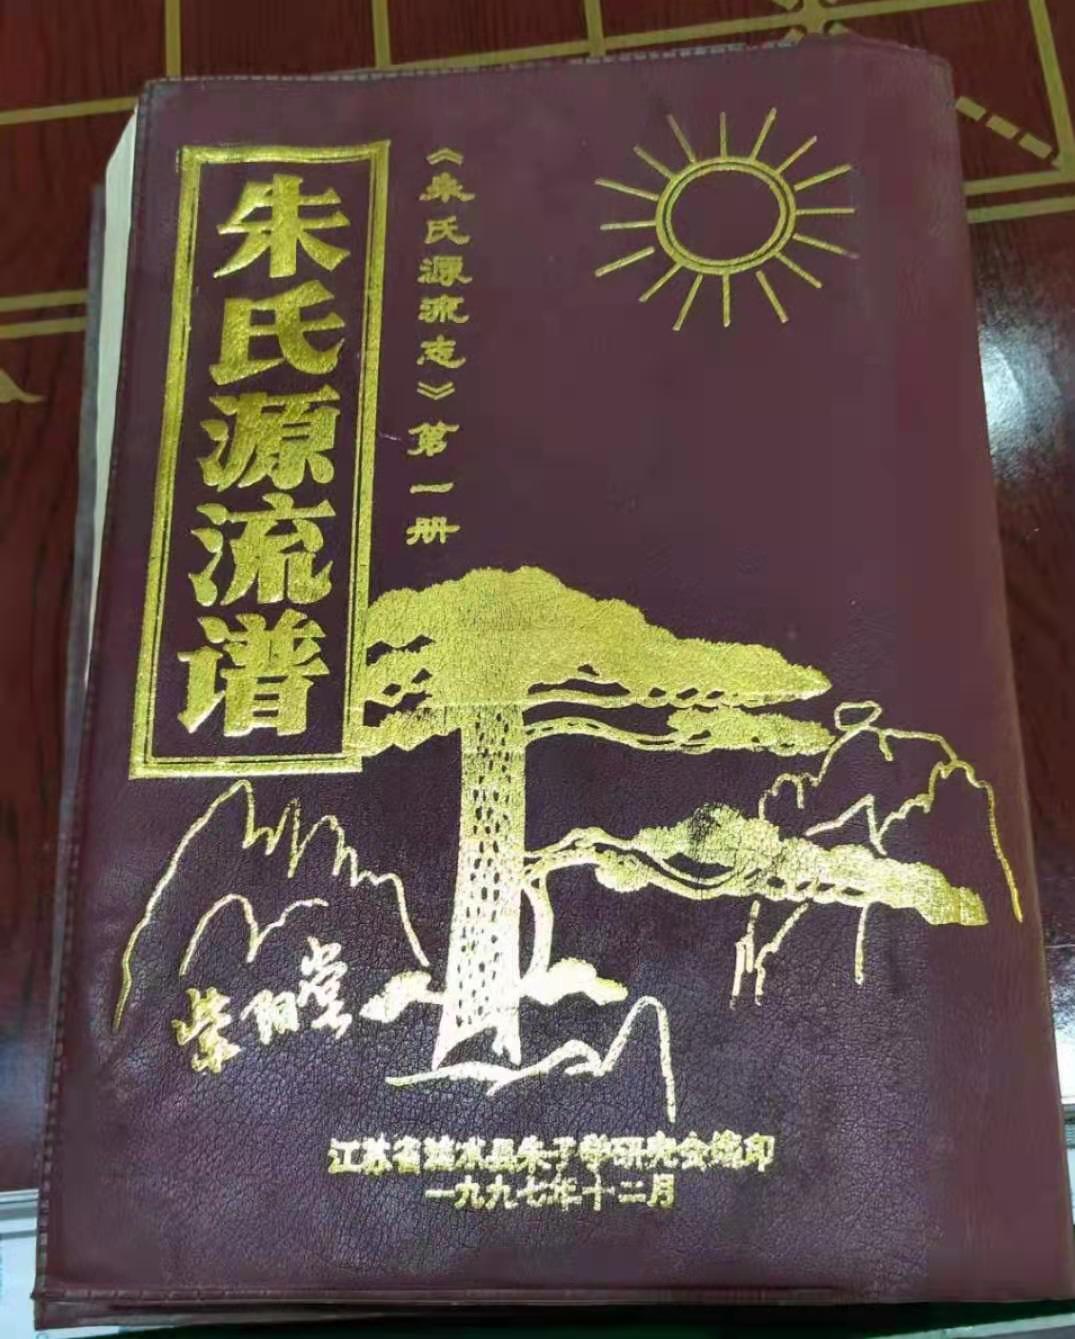 朱氏源流谱
《朱氏源流志》第一册
紫阳堂
江苏省涟水县朱子学研究会编印
一九九七年十二月